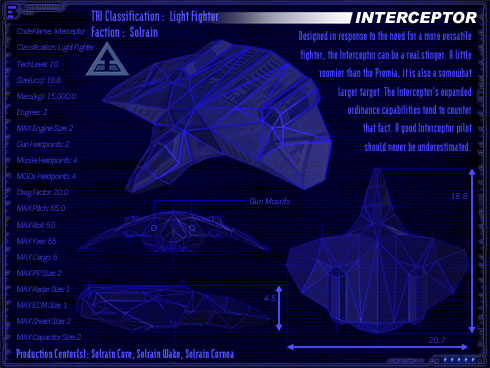 INTERCEPTOR
TRI Classification : Light Fighter
Faction : Solrain
CodeName: Interceptor
Classification: Light Fighter
TechLevel: 10
Size(ucs): 18.8
Mass(kg): 15,000.0
Engines: 2
MAX Engine Size: 2
Gun Hardpoints: 2
Missile Hardpoints: 4
MODx Hardpoints: 4
Drag Factor: 20.0
MAX Pitch: 65.0
MAX Roll: 50
MAX Yaw: 65
MAX Cargo: 6
MAX PP Size: 2
MAX Radar Size: 1
MAX ECM Size: 1
MAX Shield Size: 2
MAX Capacitor Size: 2
Designed in response to the need for a more versatile
fighter, the Interceptor can be a real stinger. A little
roomier than the Premia, it is also a somewhat
larger target. The Interceptor's expanded
ordinance capabilities tend to counter
that fact. A good Interceptor pilot
should never be underestimated.
Gun Mounts
18.8
4.5
20.7
Production Center(s): Solrain Core, Solrain Wake, Solrain Cornea